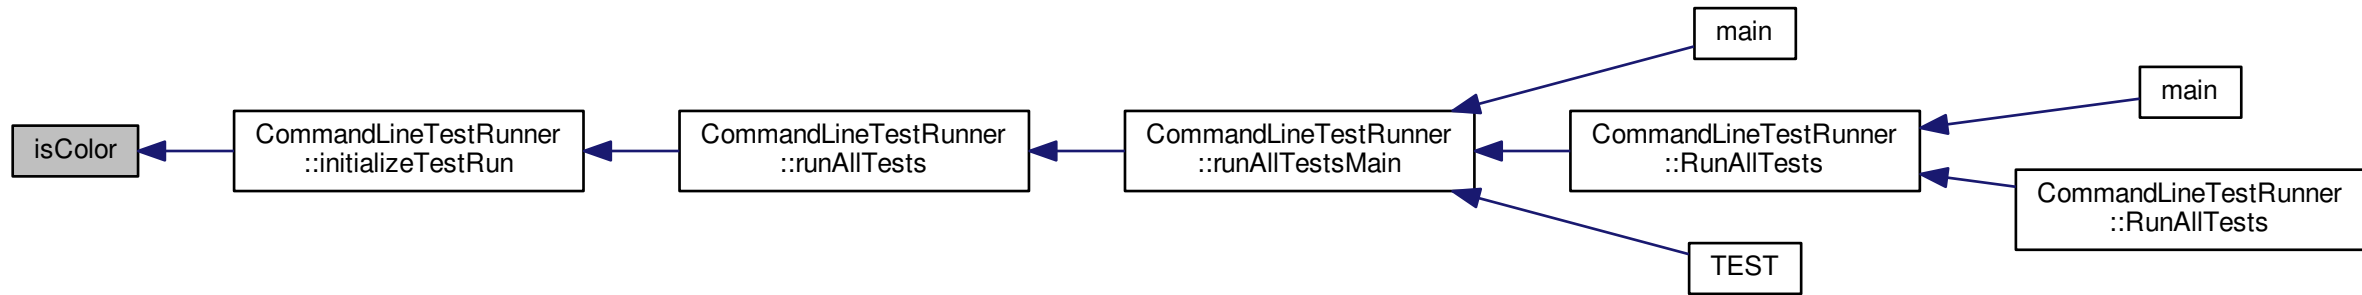 isColor
CommandLineTestRunner
::initializeTestRun
CommandLineTestRunner
::runAllTests
CommandLineTestRunner
::runAllTestsMain
main
CommandLineTestRunner
::RunAllTests
TEST
main
CommandLineTestRunner
::RunAllTests